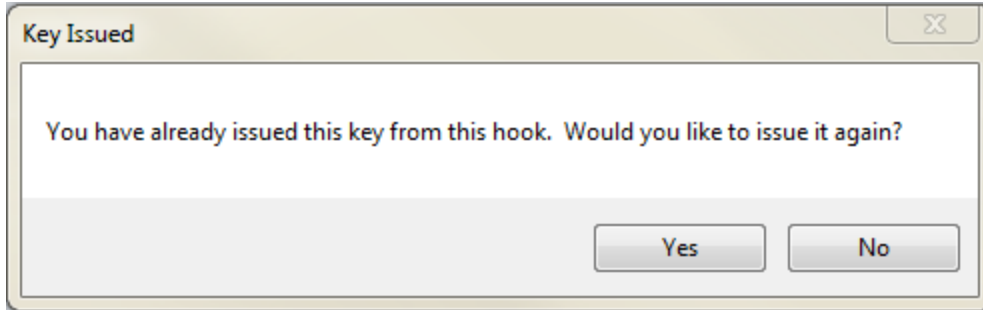 Key Issued
You have already issued this key from this hook.  Would you like to issue it again?
Yes
No